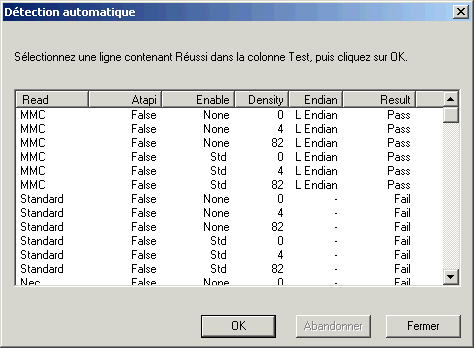 Détection automatique
Sélectionnez une ligne contenant Réussi dans la colonne Test, puis cliquez sur OK.
Read Atapi Enable Density Endian Result
MMC False None 0 L Endian Pass
MMC False None 4 L Endian Pass
MMC False None 82 L Endian Pass
MMC False Std 0 L Endian Pass
MMC False Std 4 L Endian Pass
MMC False Std 82 L Endian Pass
Standard False None 0 - Fail
Standard False None 4 - Fail
Standard False None 82 - Fail
Standard False Std 0 - Fail
Standard False Std 4 - Fail
Standard False Std 82 - Fail
Nec False None 0 - Fail
OK Abandonner Fermer